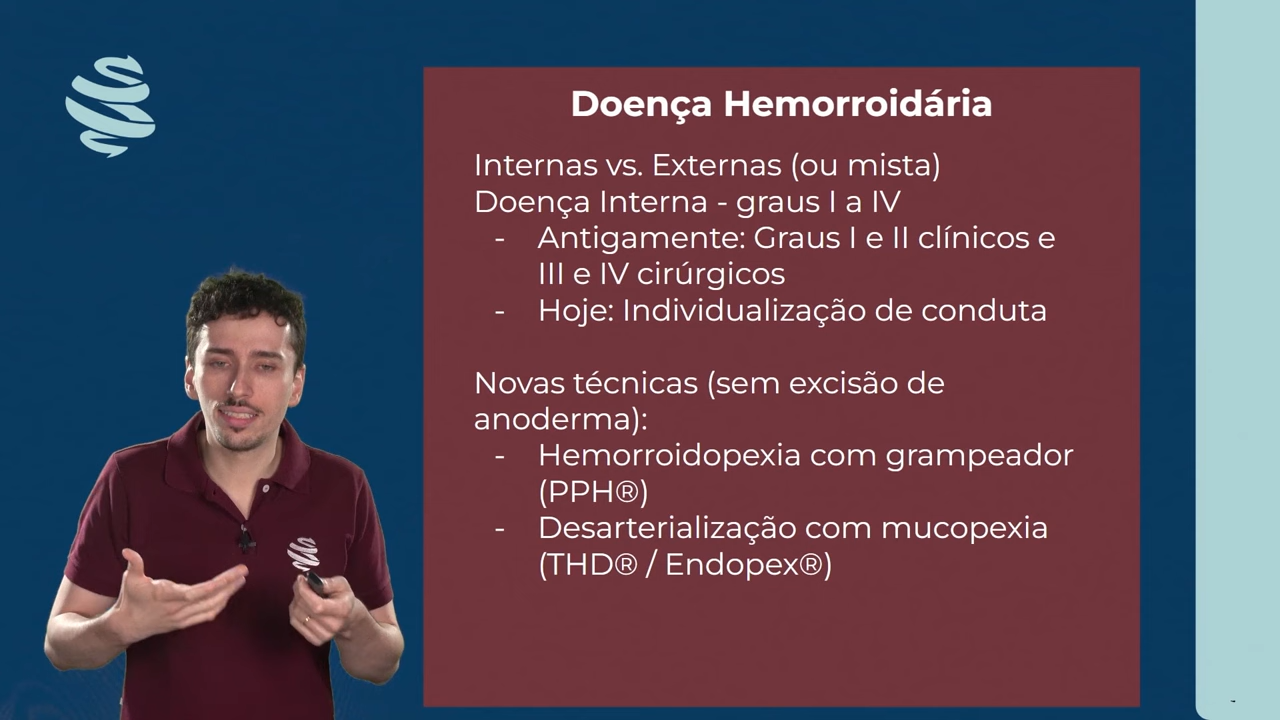 Doença Hemorroidária
Internas vs. Externas (ou mista)
Doença Interna - graus I a IV
- Antigamente: Graus I e II clínicos e
III e IV cirúrgicos
- Hoje: Individualização de conduta
Novas técnicas (sem excisão de
anoderma):
- Hemorroidopexia com grampeador
(PPH®)
- Desarterialização com mucopexia
(THD® / Endopex®)